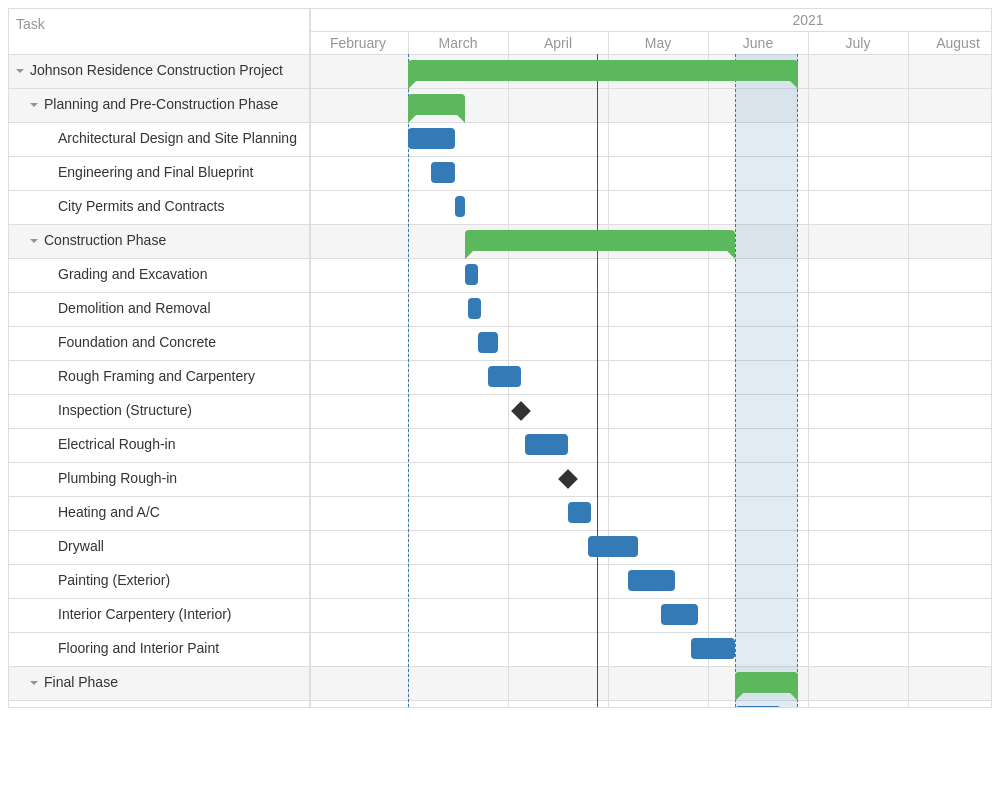 Task
2021
February March April May June July August
Johnson Residence Construction Project
Planning and Pre-Construction Phase
Architectural Design and Site Planning
Engineering and Final Blueprint
City Permits and Contracts
Construction Phase
Grading and Excavation
Demolition and Removal
Foundation and Concrete
Rough Framing and Carpentery
Inspection (Structure)
Electrical Rough-in
Plumbing Rough-in
Heating and A/C
Drywall
Painting (Exterior)
Interior Carpentery (Interior)
Flooring and Interior Paint
Final Phase